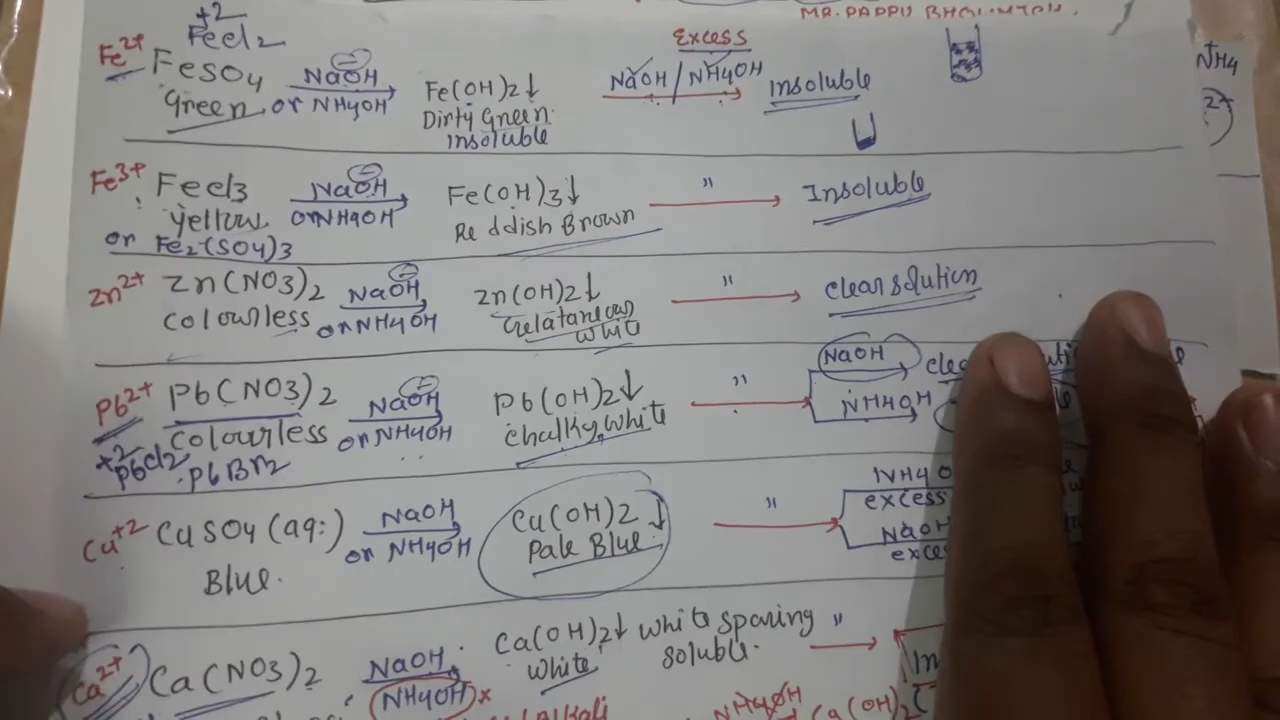 MR. PAPPU
+2
FeCl2
Fe2+ FeSO4 NaOH Fe(OH)2↓ Excess NaOH/NH4OH Insoluble
Green or NH4OH Dirty Green
Insoluble
NH4
2+
Fe3+ FeCl3 NaOH Fe(OH)3↓ " Insoluble
Yellow or NH4OH Reddish Brown
or Fe2(SO4)3
Zn2+ Zn(NO3)2 NaOH Zn(OH)2↓ " clear solution
colourless or NH4OH Gelataneous
White
Pb2+ Pb(NO3)2 NaOH Pb(OH)2↓ " NaOH
colourless or NH4OH chalky White NH4OH
+2
PbCl2 PbBr2
Cu+2 CuSO4 (aq:) NaOH Cu(OH)2↓ " NH4O
Blue. or NH4OH Pale Blue excess
NaOH
Ca2+ Ca(NO3)2 NaOH Ca(OH)2↓ white sparing "
NH4OH x White soluble.
NH4OH
Ca(OH)2